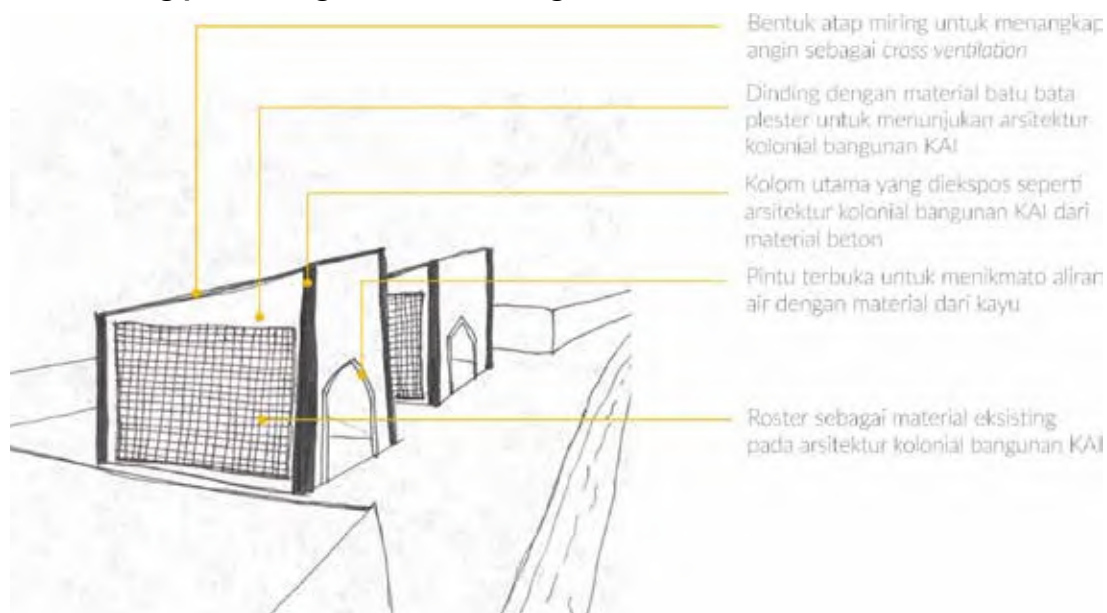 Bentuk atap miring untuk menangkap
angin sebagai cross ventilation
Dinding dengan material batu bata
plester untuk menunjukan arsitektur
kolonial bangunan KAI
Kolom utama yang diekspos seperti
arsitektur kolonial bangunan KAI dari
material beton
Pintu terbuka untuk menikmato aliran
air dengan material dari kayu
Roster sebagai material eksisting
pada arsitektur kolonial bangunan KAI